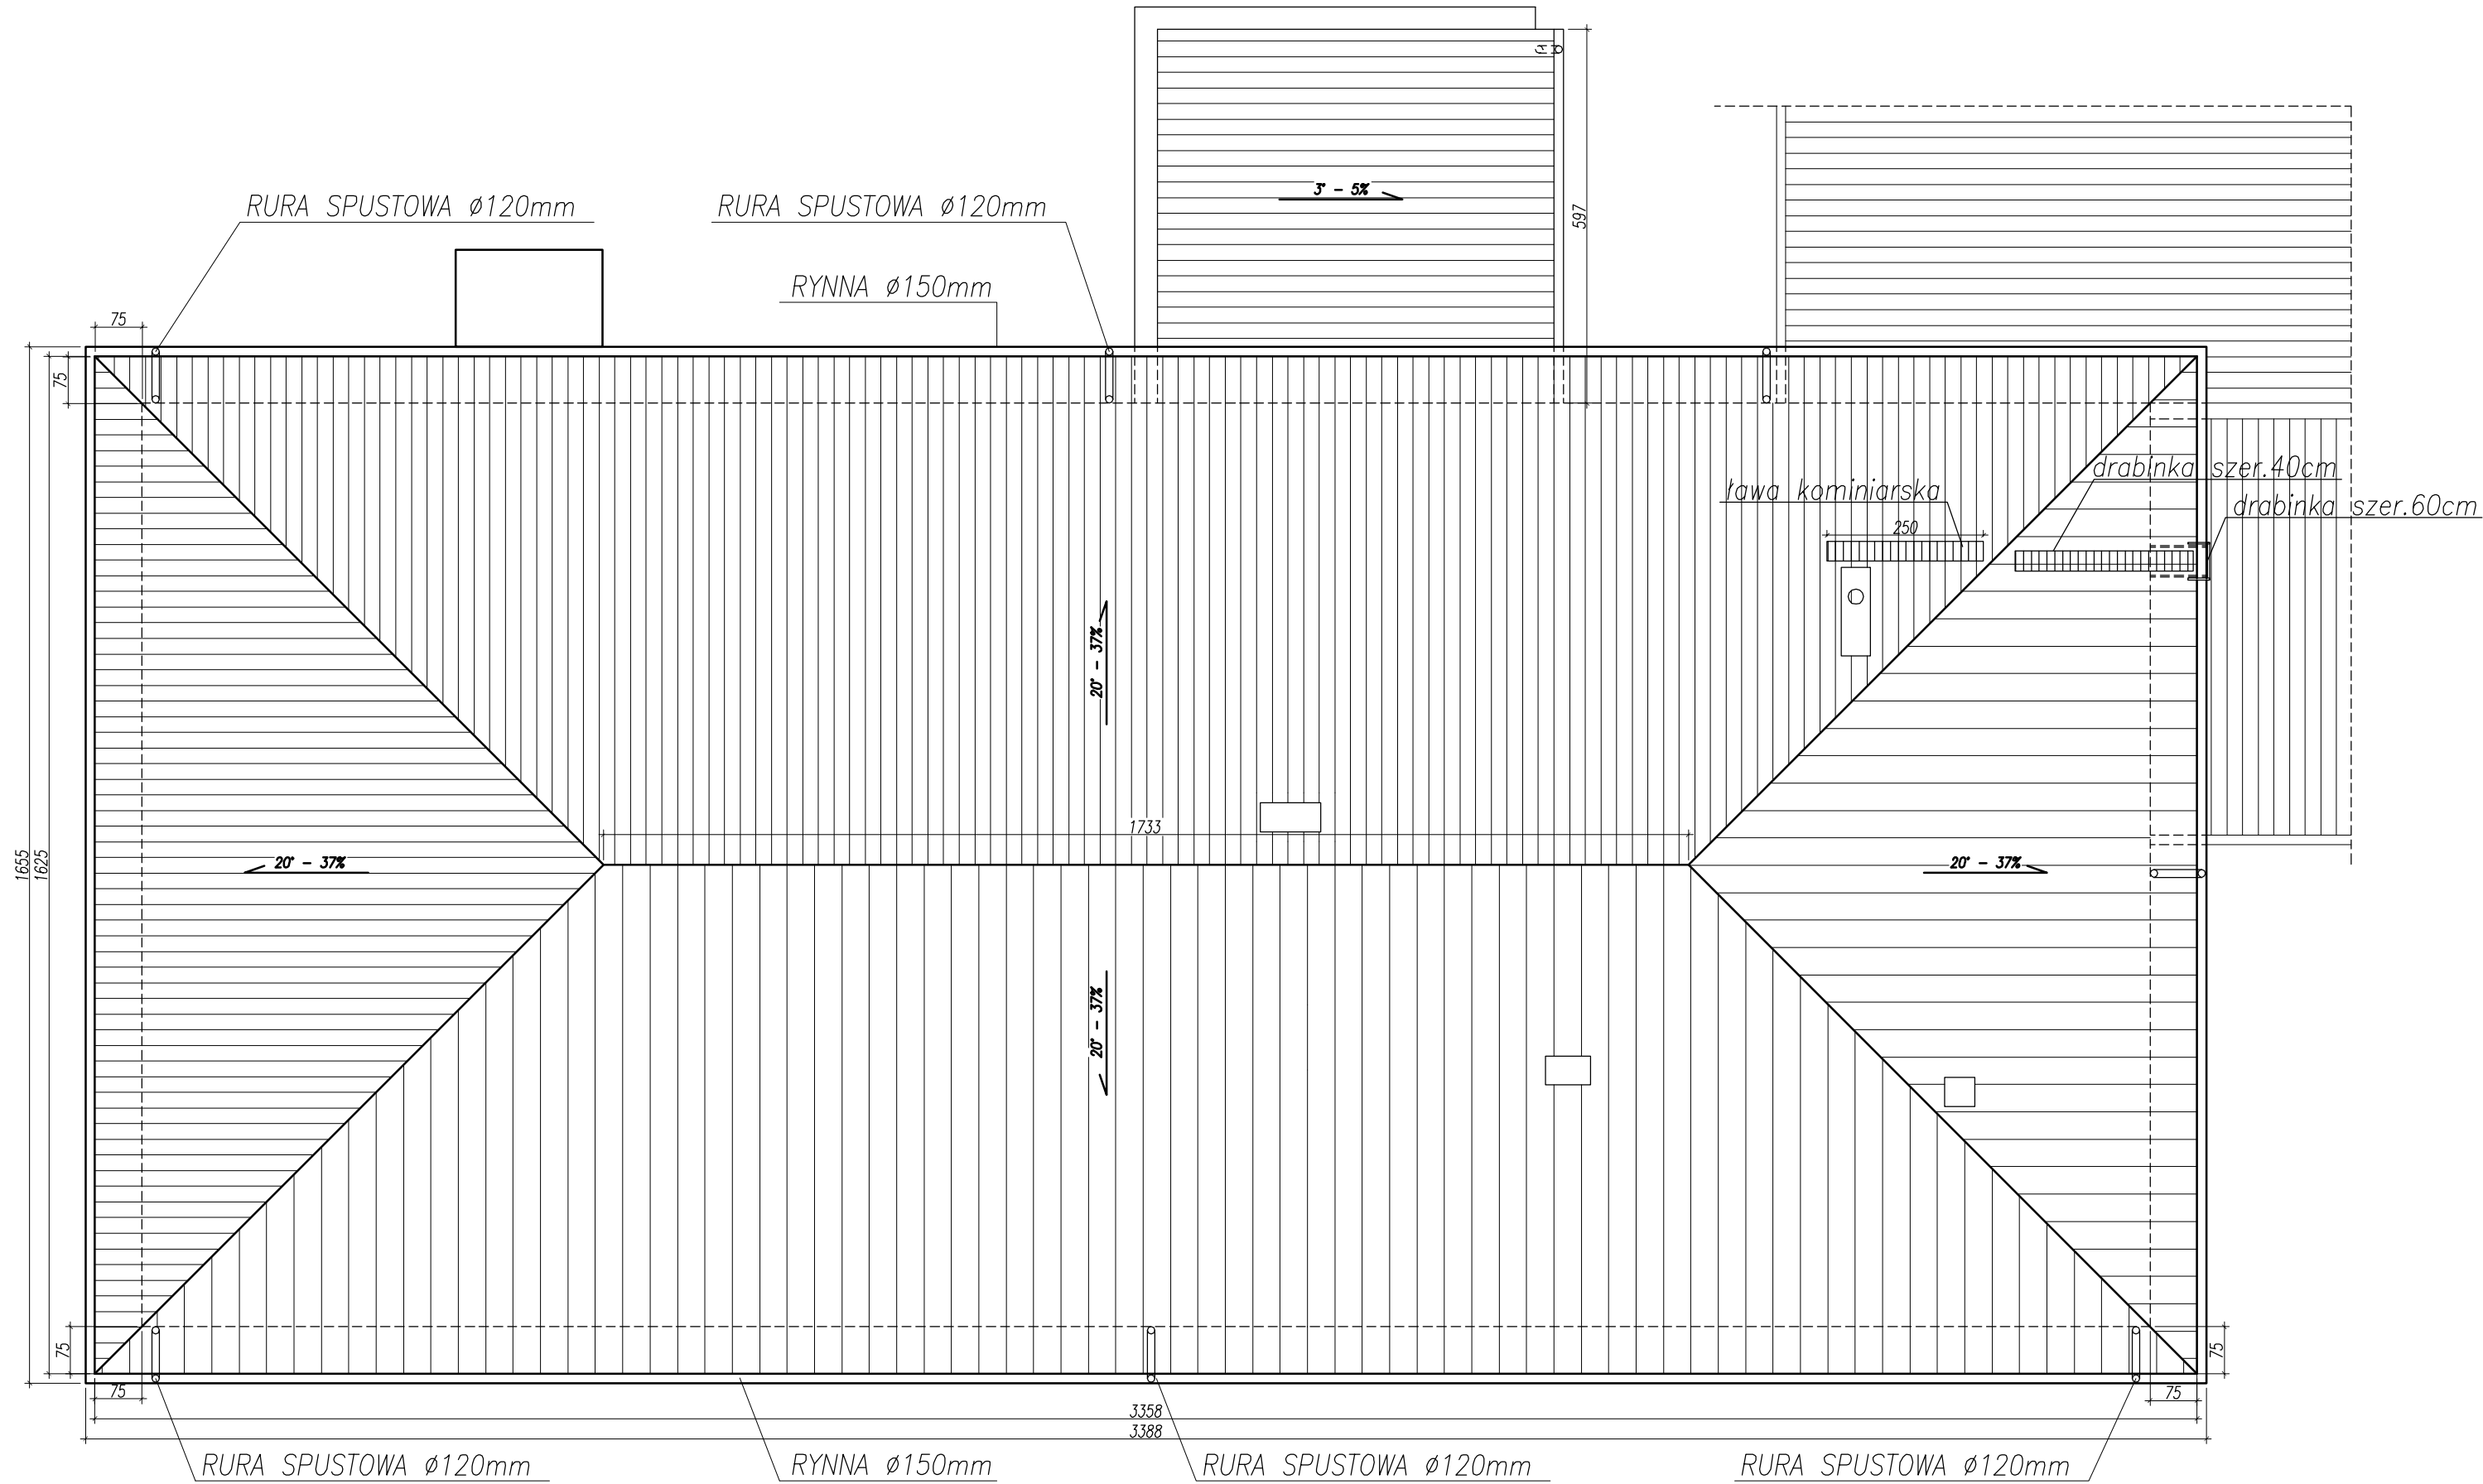 3° - 5%
RURA SPUSTOWA ø120mm
RURA SPUSTOWA ø120mm
597
RYNNA ø150mm
75
75
drabinka szer.40cm
ława kominiarska
drabinka szer.60cm
250
20° - 37%
1733
1655
1625
20° - 37%
20° - 37%
20° - 37%
75
75
75
75
3358
3388
RURA SPUSTOWA ø120mm
RYNNA ø150mm
RURA SPUSTOWA ø120mm
RURA SPUSTOWA ø120mm